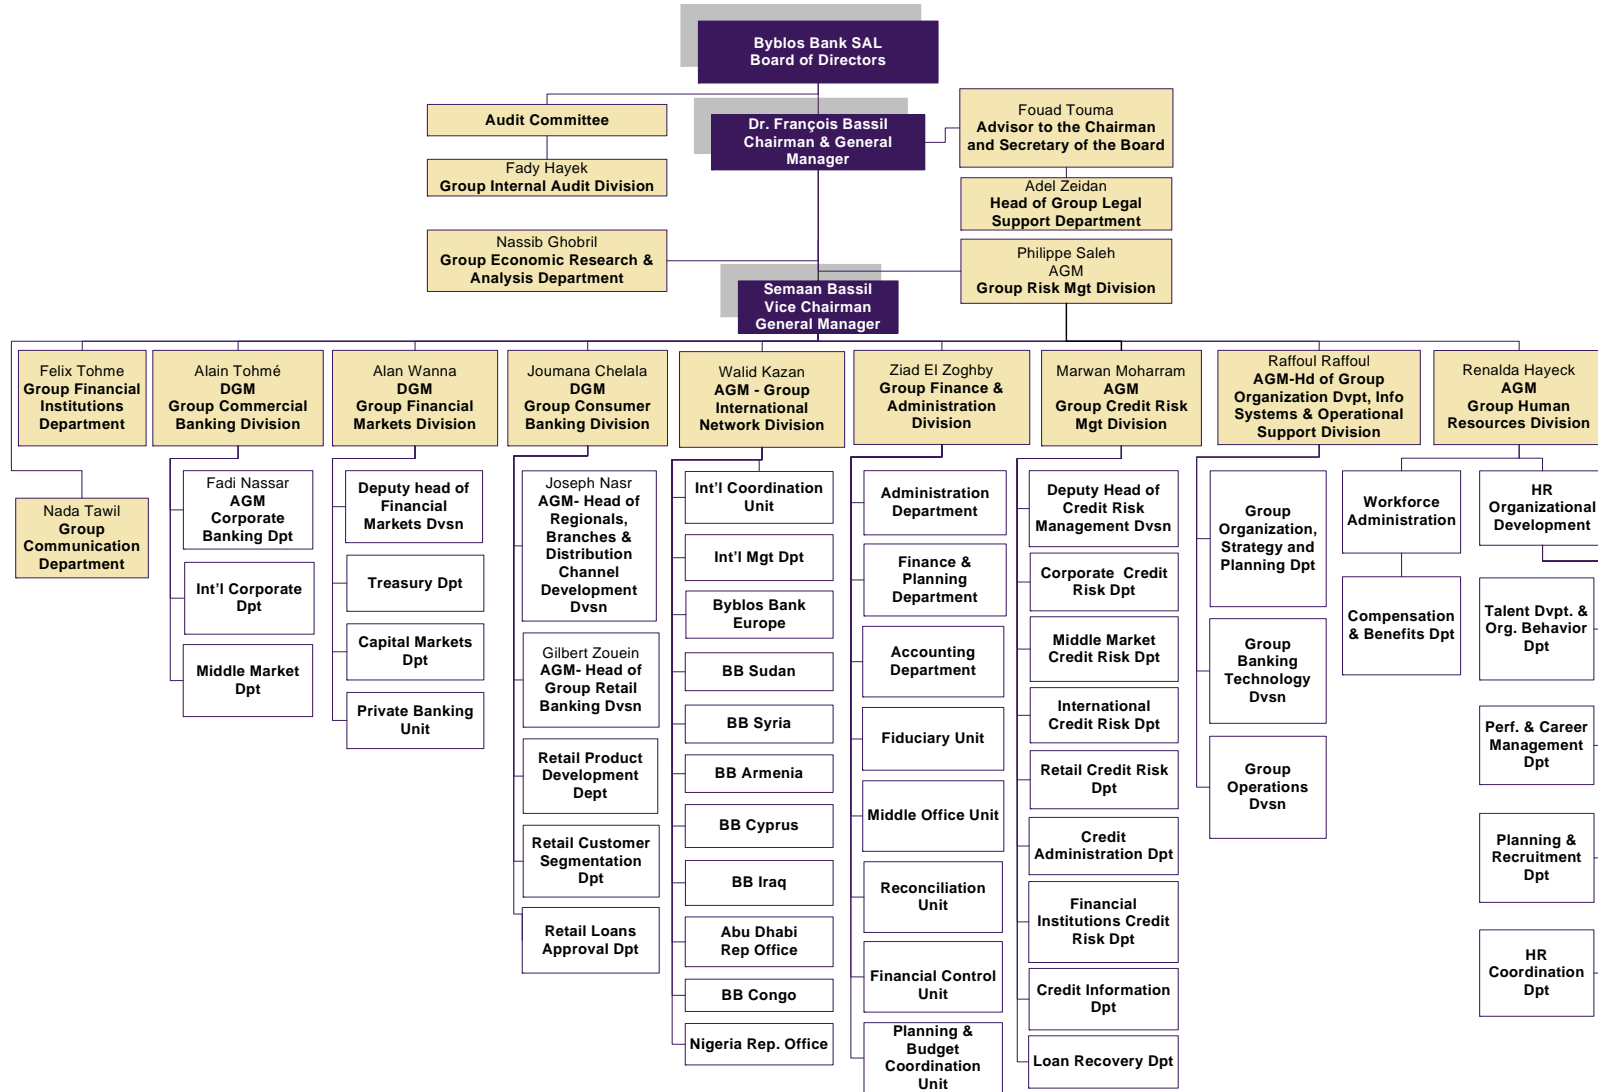 Byblos Bank SAL
Board of Directors
Audit Committee
Dr. François Bassil
Chairman & General
Manager
Fouad Touma
Advisor to the Chairman
and Secretary of the Board
Fady Hayek
Group Internal Audit Division
Adel Zeidan
Head of Group Legal
Support Department
Nassib Ghobril
Group Economic Research &
Analysis Department
Philippe Saleh
AGM
Group Risk Mgt Division
Semaan Bassil
Vice Chairman
General Manager
Felix Tohme
Group Financial
Institutions
Department
Nada Tawil
Group
Communication
Department
Alain Tohmé
DGM
Group Commercial
Banking Division
Fadi Nassar
AGM
Corporate
Banking Dpt
Int'l Corporate
Dpt
Middle Market
Dpt
Alan Wanna
DGM
Group Financial
Markets Division
Deputy head of
Financial
Markets Dvsn
Treasury Dpt
Capital Markets
Dpt
Private Banking
Unit
Joumana Chelala
DGM
Group Consumer
Banking Division
Joseph Nasr
AGM- Head of
Regionals,
Branches &
Distribution
Channel
Development
Dvsn
Gilbert Zouein
AGM- Head of
Group Retail
Banking Dvsn
Retail Product
Development
Dept
Retail Customer
Segmentation
Dpt
Retail Loans
Approval Dpt
Walid Kazan
AGM - Group
International
Network Division
Int'l Coordination
Unit
Int'l Mgt Dpt
Byblos Bank
Europe
BB Sudan
BB Syria
BB Armenia
BB Cyprus
BB Iraq
Abu Dhabi
Rep Office
BB Congo
Nigeria Rep. Office
Ziad El Zoghby
Group Finance &
Administration
Division
Administration
Department
Finance &
Planning
Department
Accounting
Department
Fiduciary Unit
Middle Office Unit
Reconciliation
Unit
Financial Control
Unit
Planning &
Budget
Coordination
Unit
Marwan Moharram
AGM
Group Credit Risk
Mgt Division
Deputy Head of
Credit Risk
Management Dvsn
Corporate Credit
Risk Dpt
Middle Market
Credit Risk Dpt
International
Credit Risk Dpt
Retail Credit Risk
Dpt
Credit
Administration Dpt
Financial
Institutions Credit
Risk Dpt
Credit Information
Dpt
Loan Recovery Dpt
Raffoul Raffoul
AGM-Hd of Group
Organization Dvpt, Info
Systems & Operational
Support Division
Group
Organization,
Strategy and
Planning Dpt
Group
Banking
Technology
Dvsn
Group
Operations
Dvsn
Renalda Hayeck
AGM
Group Human
Resources Division
Workforce
Administration
Compensation
& Benefits Dpt
HR
Organizational
Development
Talent Dvpt. &
Org. Behavior
Dpt
Perf. & Career
Management
Dpt
Planning &
Recruitment
Dpt
HR
Coordination
Dpt